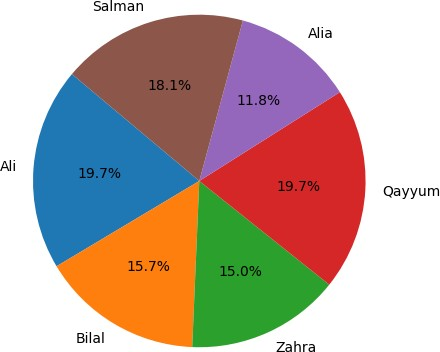 Salman
Alia
18.1%
11.8%
Ali
19.7%
19.7%
Qayyum
15.7%
15.0%
Bilal
Zahra